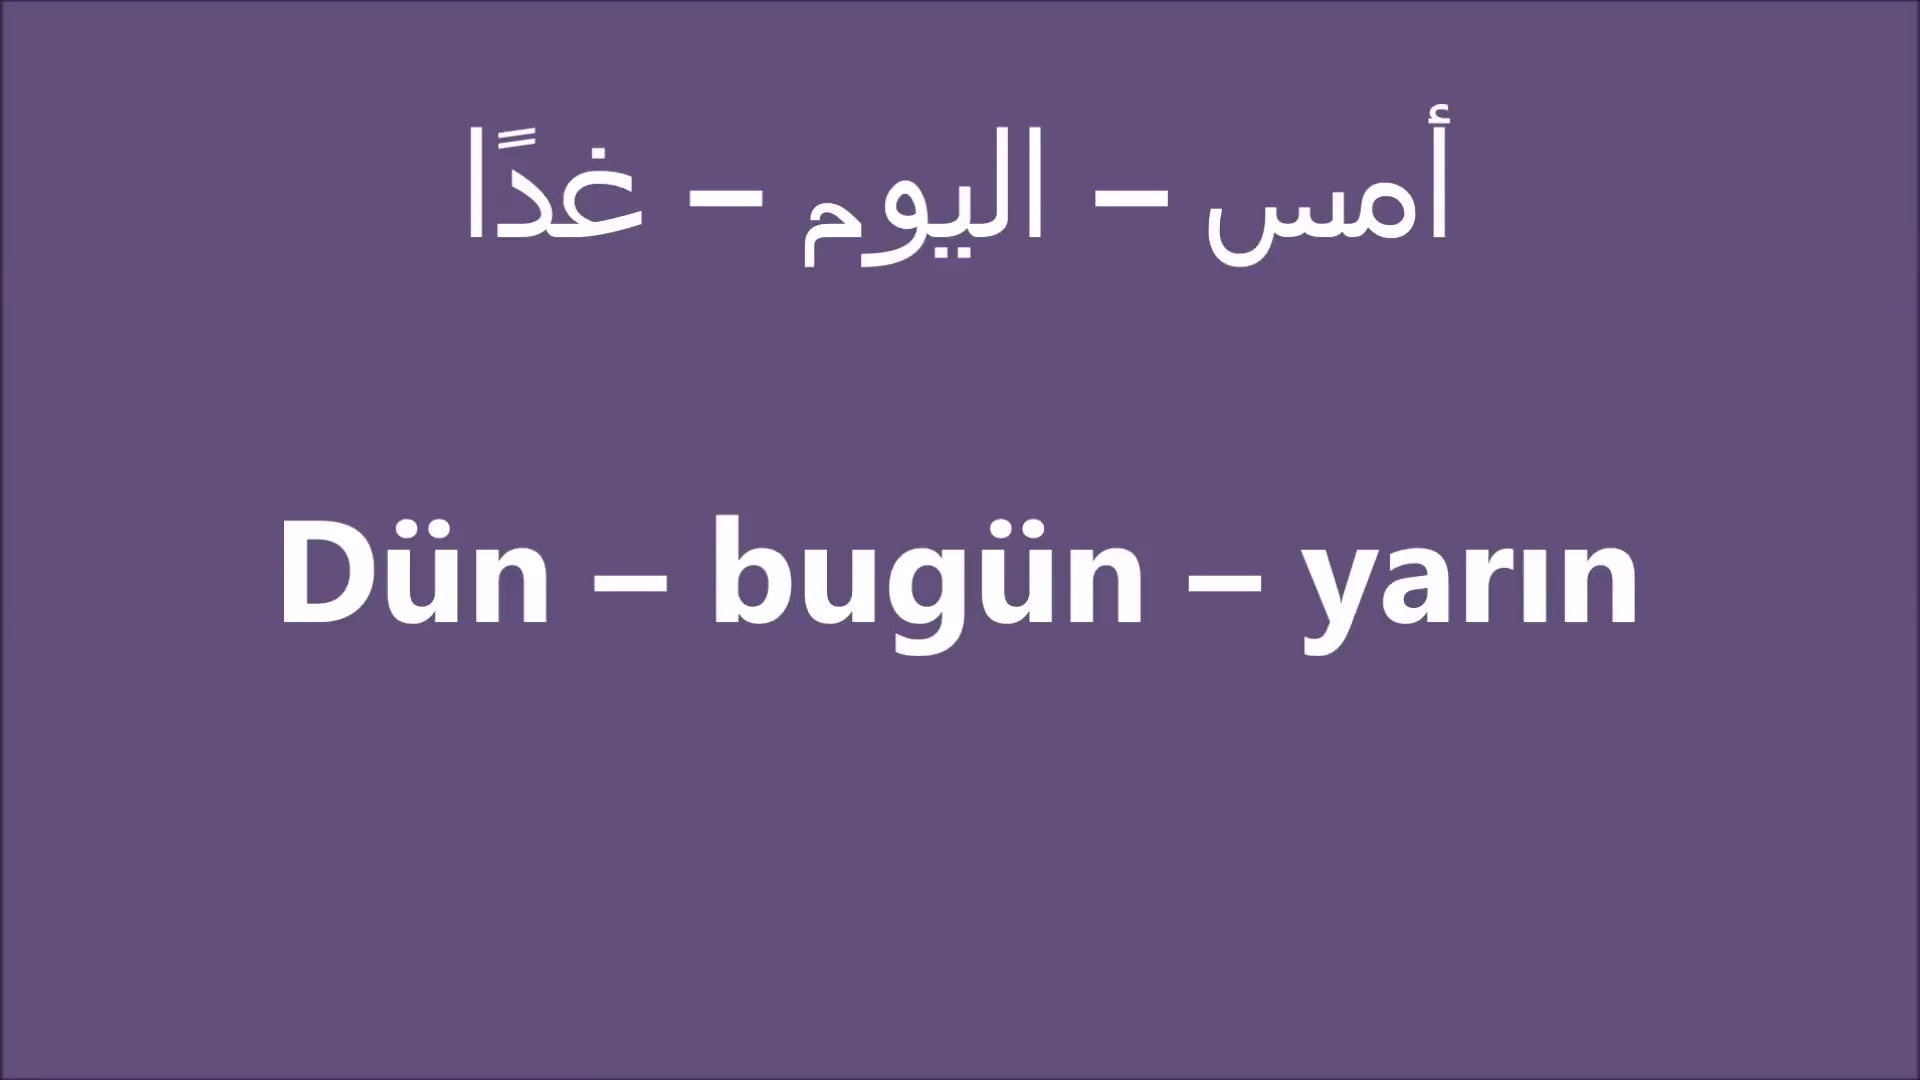 أمس – اليوم – غدًا
Dün – bugün – yarın